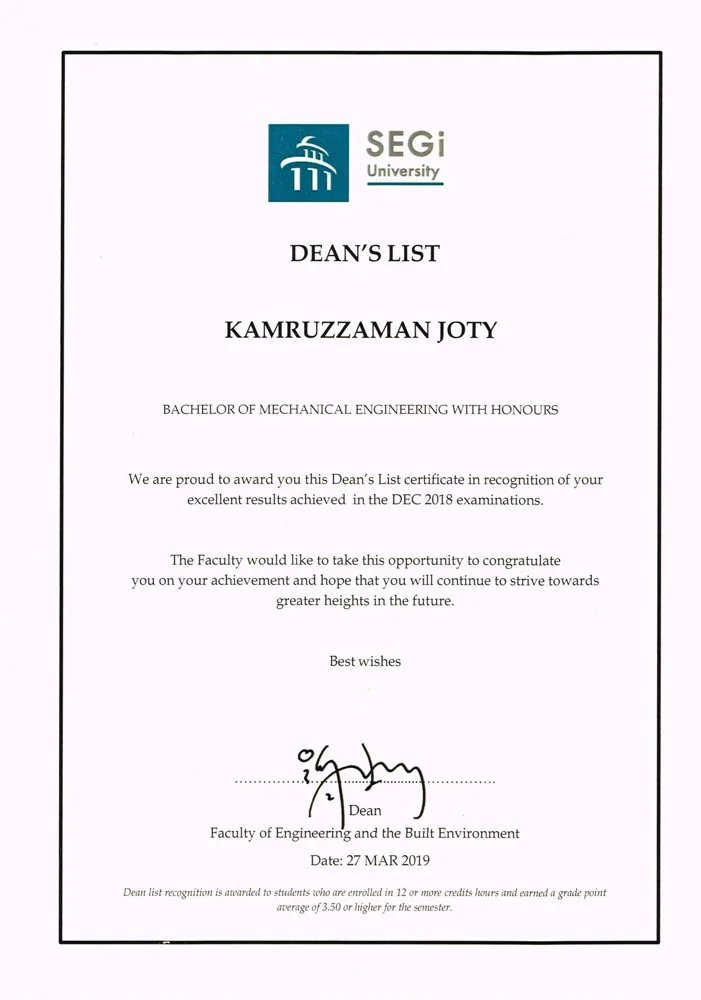 SEGi
University
DEAN'S LIST
KAMRUZZAMAN JOTY
BACHELOR OF MECHANICAL ENGINEERING WITH HONOURS
We are proud to award you this Dean's List certificate in recognition of your
excellent results achieved in the DEC 2018 examinations.
The Faculty would like to take this opportunity to congratulate
you on your achievement and hope that you will continue to strive towards
greater heights in the future.
Best wishes
Dean
Faculty of Engineering and the Built Environment
Date: 27 MAR 2019
Dean list recognition is awarded to students who are enrolled in 12 or more credits hours and earned a grade point
average of 3.50 or higher for the semester.